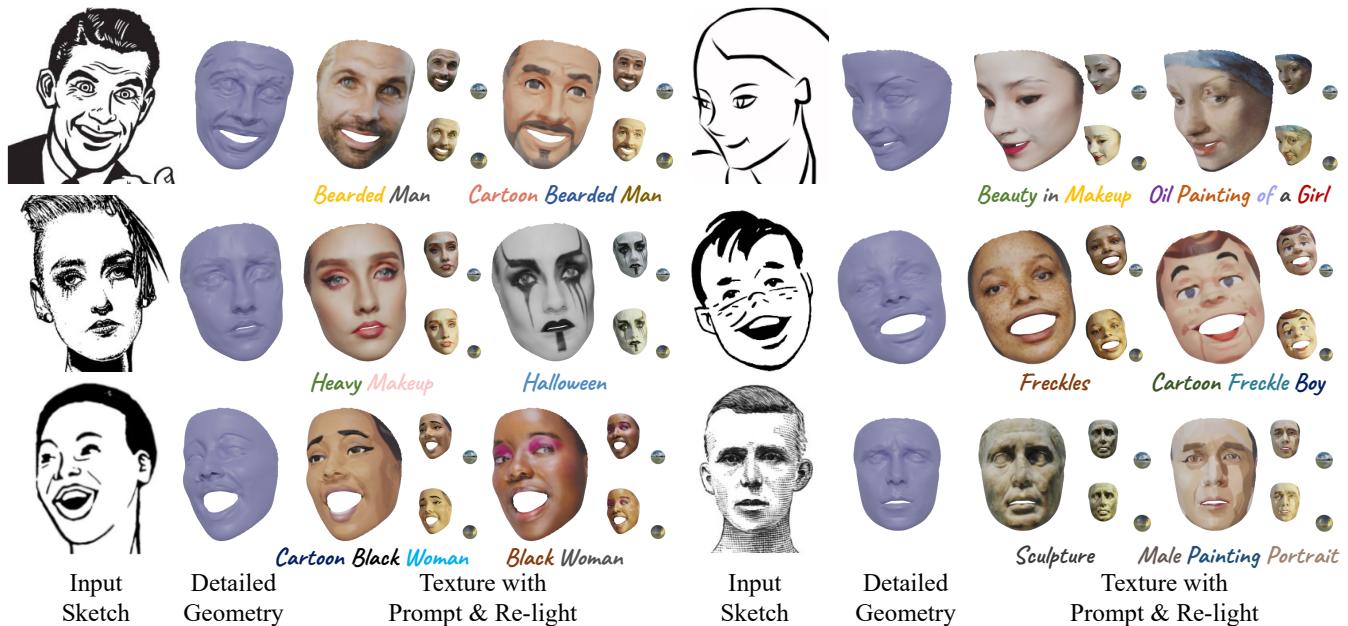 Bearded Man
Cartoon Bearded Man
Beauty in Makeup
Oil Painting of a Girl
Heavy Makeup
Halloween
Freckles
Cartoon Freckle Boy
Cartoon Black Woman
Black Woman
Sculpture
Male Painting Portrait
Input
Sketch
Detailed
Geometry
Texture with
Prompt & Re-light
Input
Sketch
Detailed
Geometry
Texture with
Prompt & Re-light